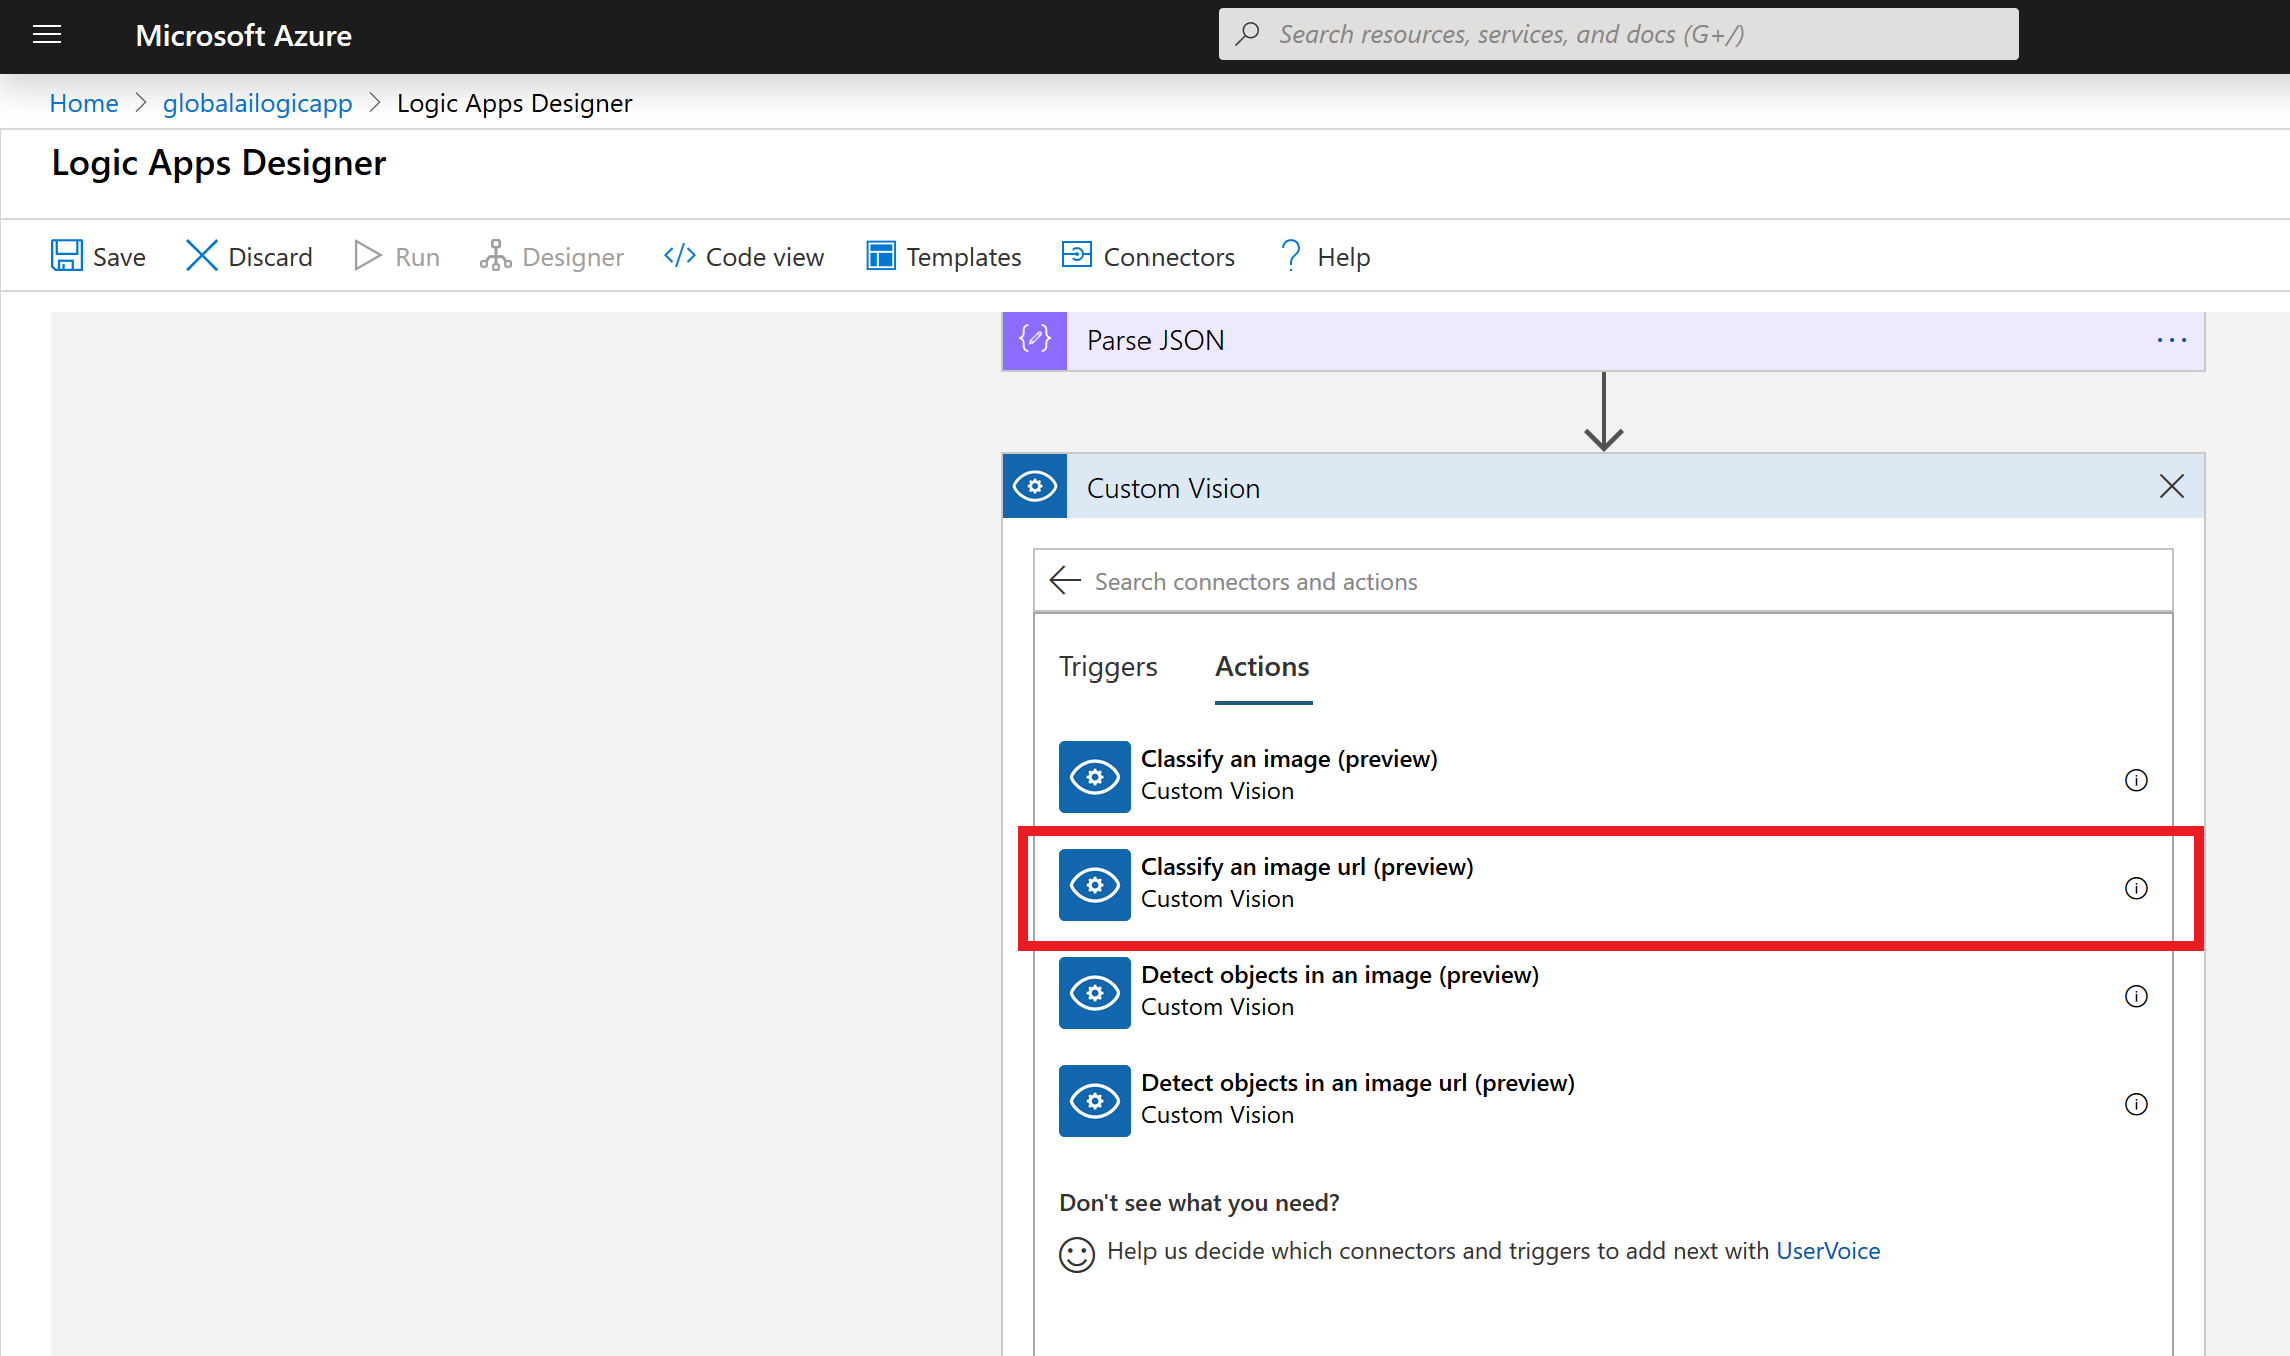 Microsoft Azure
Search resources, services, and docs (G+/)
Home > globalailogicapp > Logic Apps Designer
Logic Apps Designer
Save Discard Run Designer </> Code view Templates Connectors ? Help
Parse JSON ...
Custom Vision
Search connectors and actions
Triggers Actions
Classify an image (preview)
Custom Vision
Classify an image url (preview)
Custom Vision
Detect objects in an image (preview)
Custom Vision
Detect objects in an image url (preview)
Custom Vision
Don't see what you need?
Help us decide which connectors and triggers to add next with UserVoice